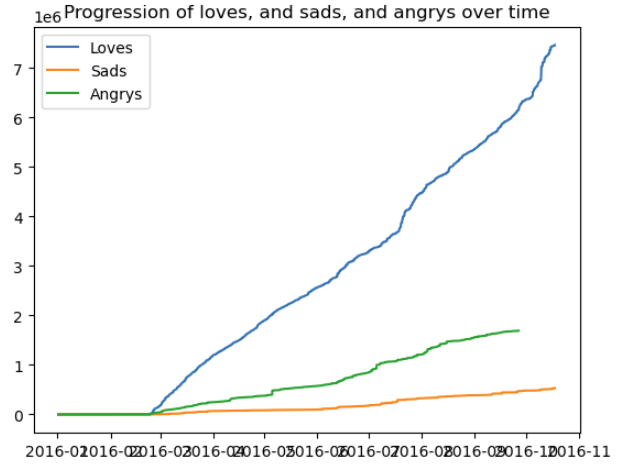 Progression of loves, and sads, and angrys over time
1e6
Loves
Sads
Angrys
7
6
5
4
3
2
1
0
2016-01 2016-02 2016-03 2016-04 2016-05 2016-06 2016-07 2016-08 2016-09 2016-10 2016-11